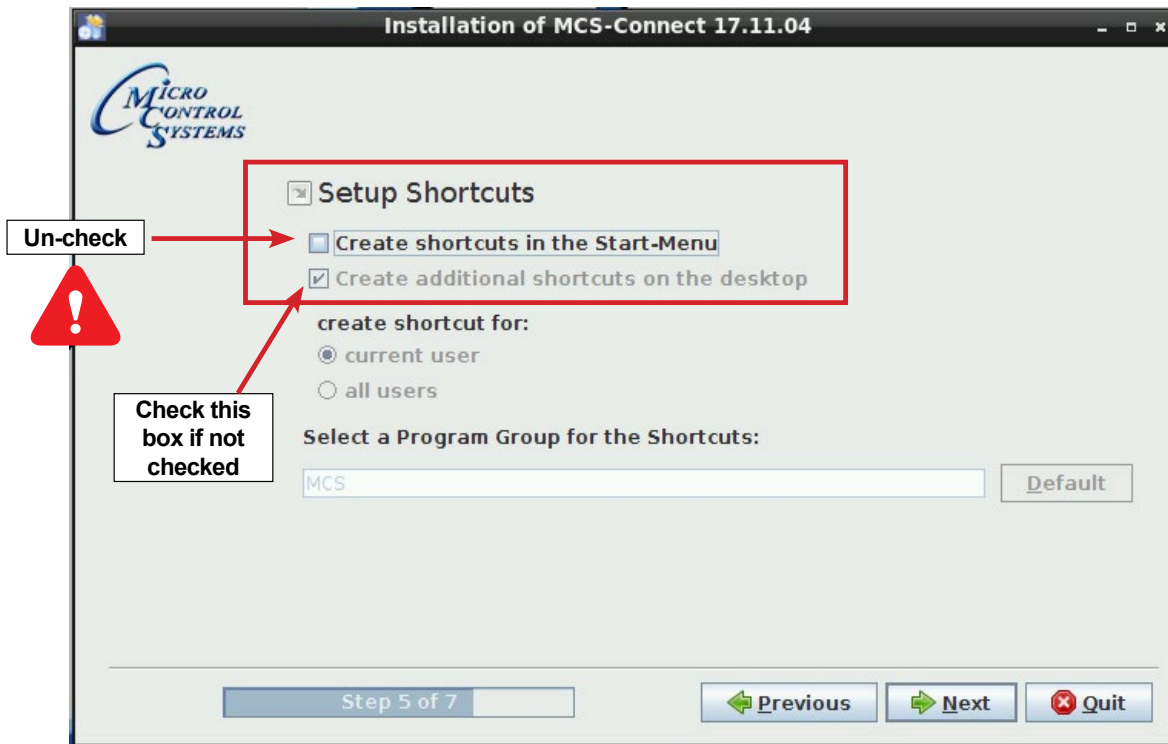 Installation of MCS-Connect 17.11.04
MICRO
CONTROL
SYSTEMS
Setup Shortcuts
Un-check
Create shortcuts in the Start-Menu
Create additional shortcuts on the desktop
!
create shortcut for:
current user
all users
Check this
box if not
checked
Select a Program Group for the Shortcuts:
MCS
Default
Step 5 of 7
Previous
Next
Quit